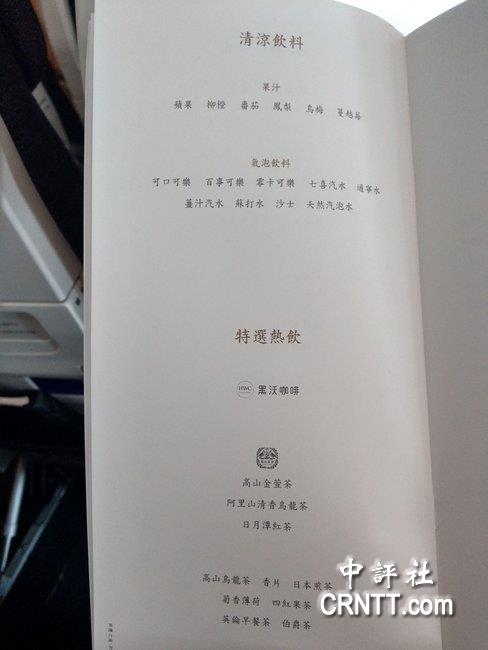 清涼飲料
果汁
蘋果 柳橙 番茄 鳳梨 烏梅 蔓越莓
氣泡飲料
可口可樂 百事可樂 零卡可樂 七喜汽水 通寧水
薑汁汽水 蘇打水 沙士 天然汽泡水
特選熱飲
HWC 黑沃咖啡
高山金萱茶
阿里山清香烏龍茶
日月潭紅茶
高山烏龍茶 香片 日本煎茶
菊香薄荷 四紅果茶
英倫早餐茶 伯爵茶
中評社
CRNTT.com